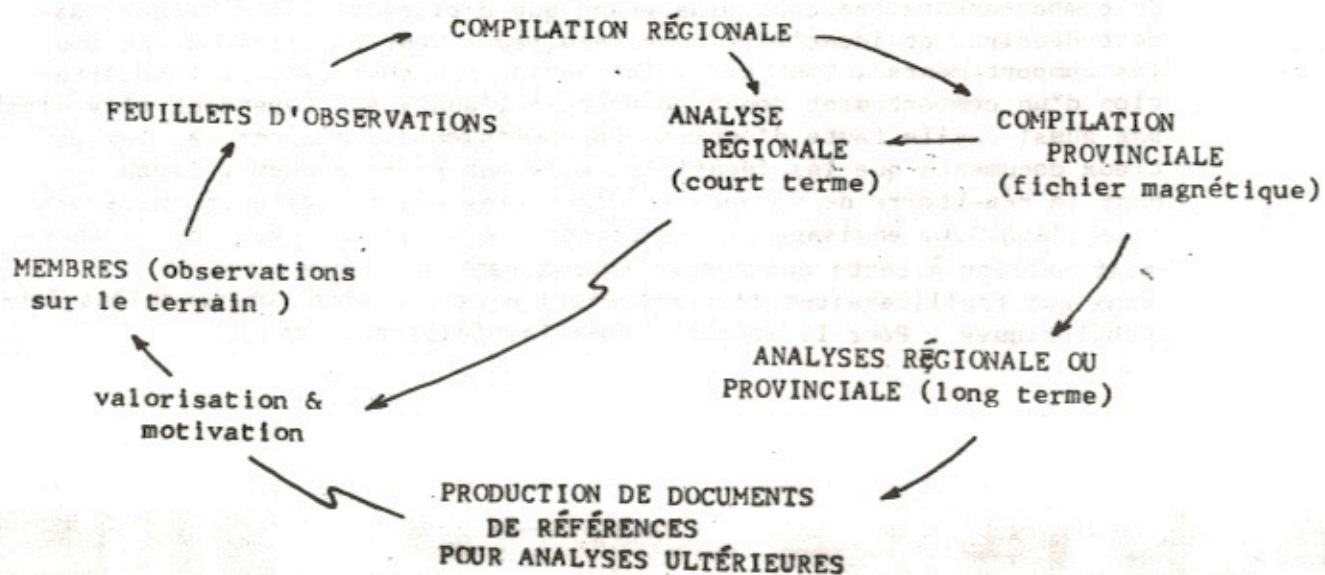 COMPILATION RÉGIONALE
FEUILLETS D'OBSERVATIONS
ANALYSE
RÉGIONALE
(court terme)
COMPILATION
PROVINCIALE
(fichier magnétique)
MEMBRES (observations
sur le terrain)
ANALYSES RÉGIONALE OU
PROVINCIALE (long terme)
valorisation &
motivation
PRODUCTION DE DOCUMENTS
DE RÉFÉRENCES
POUR ANALYSES ULTÉRIEURES